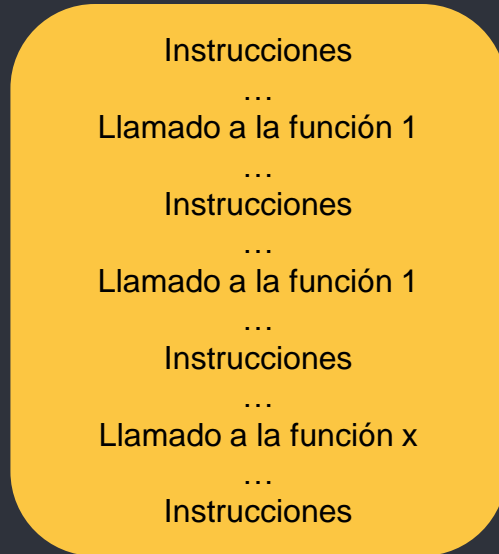 Instrucciones
…
Llamado a la función 1
…
Instrucciones
…
Llamado a la función 1
…
Instrucciones
…
Llamado a la función x
…
Instrucciones